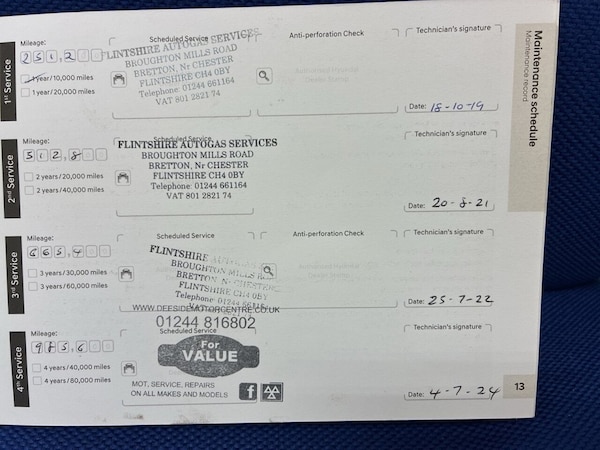 Maintenance schedule
Maintenance record
1st Service
Mileage:
Scheduled Service
Anti-perforation Check
Technician's signature
1 year/10,000 miles
1 year/20,000 miles
FLINTSHIRE AUTOGAS SERVICES
BROUGHTON MILLS ROAD
BRETTON, Nr CHESTER
FLINTSHIRE CH4 0BY
Telephone: 01244 661164
VAT 801 2821 74
Date: 18-10-19
2nd Service
Mileage:
512,8
Scheduled Service
Technician's signature
2 years/20,000 miles
2 years/40,000 miles
FLINTSHIRE AUTOGAS SERVICES
BROUGHTON MILLS ROAD
BRETTON, Nr CHESTER
FLINTSHIRE CH4 0BY
Telephone: 01244 661164
VAT 801 2821 74
Date: 20-8-21
3rd Service
Mileage:
Scheduled Service
Anti-perforation Check
Technician's signature
3 years/30,000 miles
3 years/60,000 miles
FLINTSHIRE
BROUGHTON MILLS
BRETTON
FLINTSHIRE CH4 0BY
Telephone
Date: 25-7-22
4th Service
Mileage:
Scheduled Service
Technician's signature
4 years/40,000 miles
4 years/80,000 miles
WWW.DEESIDEMOTORCENTRE.CO.UK
01244 816802
For
VALUE
MOT, SERVICE, REPAIRS
ON ALL MAKES AND MODELS
f
Date: 4-7-24
13